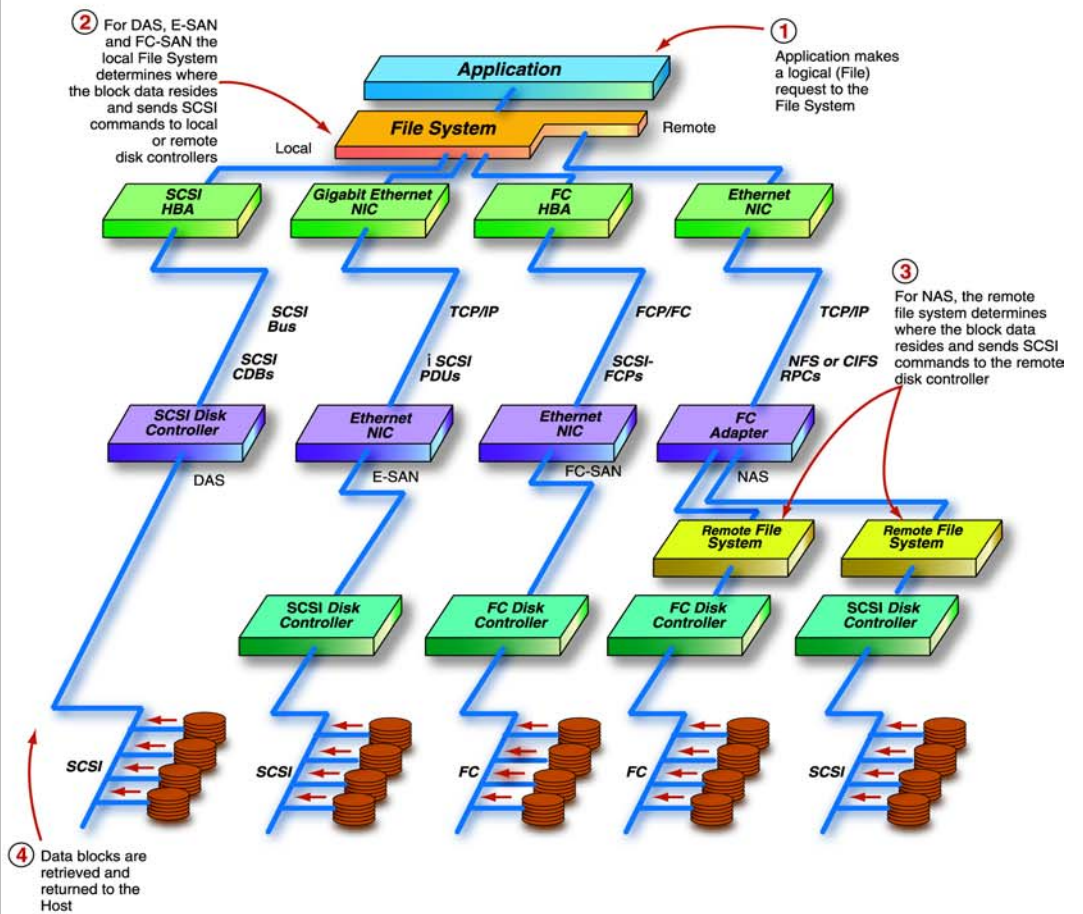 ② For DAS, E-SAN
and FC-SAN the
local File System
determines where
the block data resides
and sends SCSI
commands to local
or remote
disk controllers
①
Application makes
a logical (File)
request to the
File System
Application
File System
Local
Remote
SCSI
HBA
Gigabit Ethernet
NIC
FC
HBA
Ethernet
NIC
③
For NAS, the remote
file system determines
where the block data
resides and sends SCSI
commands to the remote
disk controller
SCSI
Bus
TCP/IP
FCP/FC
TCP/IP
SCSI
CDBs
i SCSI
PDUs
SCSI-
FCPs
NFS or CIFS
RPCs
SCSI Disk
Controller
Ethernet
NIC
Ethernet
NIC
FC
Adapter
DAS
E-SAN
FC-SAN
NAS
Remote File
System
Remote File
System
SCSI Disk
Controller
FC Disk
Controller
FC Disk
Controller
SCSI Disk
Controller
SCSI
SCSI
FC
FC
SCSI
④ Data blocks are
retrieved and
returned to the
Host